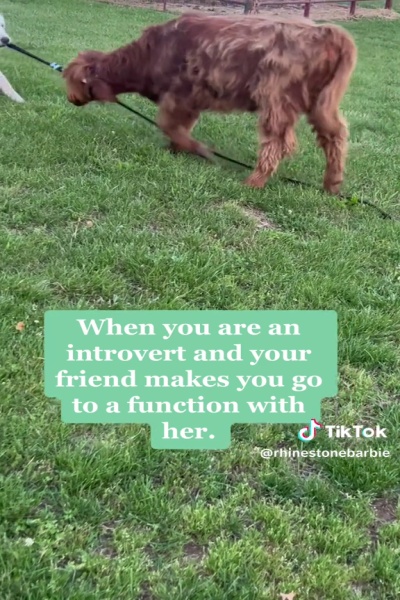 When you are an
introvert and your
friend makes you go
to a function with
her.
TikTok
@rhinestonebarbie